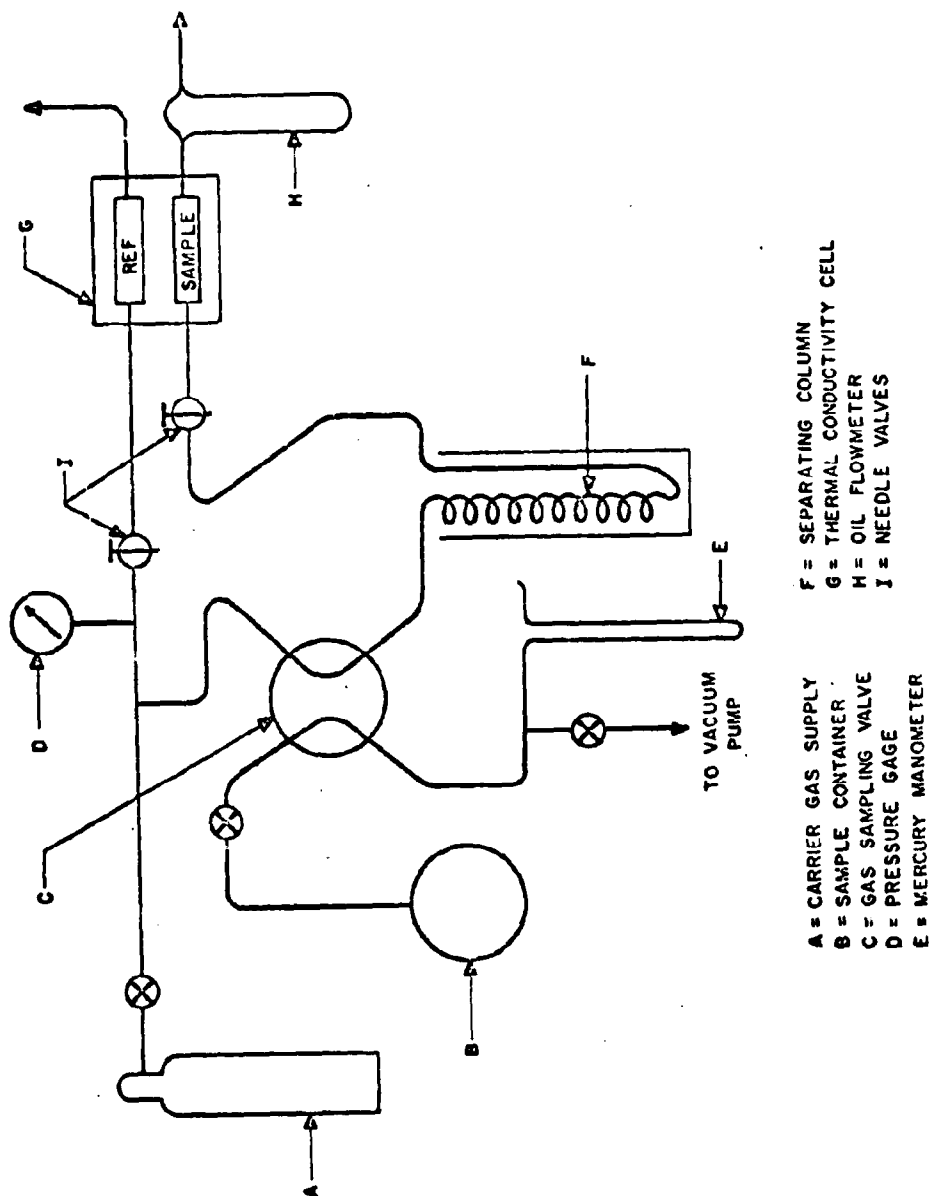 G
REF
SAMPLE
H
I
D
F
E
C
TO VACUUM
PUMP
B
A
A = CARRIER GAS SUPPLY
B = SAMPLE CONTAINER
C = GAS SAMPLING VALVE
D = PRESSURE GAGE
E = MERCURY MANOMETER
F = SEPARATING COLUMN
G = THERMAL CONDUCTIVITY CELL
H = OIL FLOWMETER
I = NEEDLE VALVES